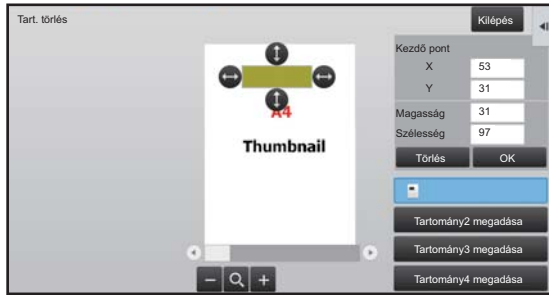 Tart. törlés
Kilépés
Kezdő pont
X 53
Y 31
Magasság 31
Szélesség 97
Törlés OK
A4
Thumbnail
Tartomány2 megadása
Tartomány3 megadása
Tartomány4 megadása